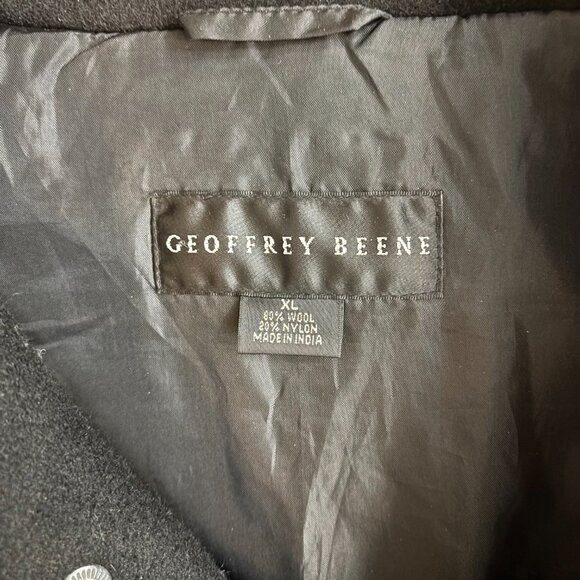 GEOFFREY BEENE
XL
80% WOOL
20% NYLON
MADE IN INDIA